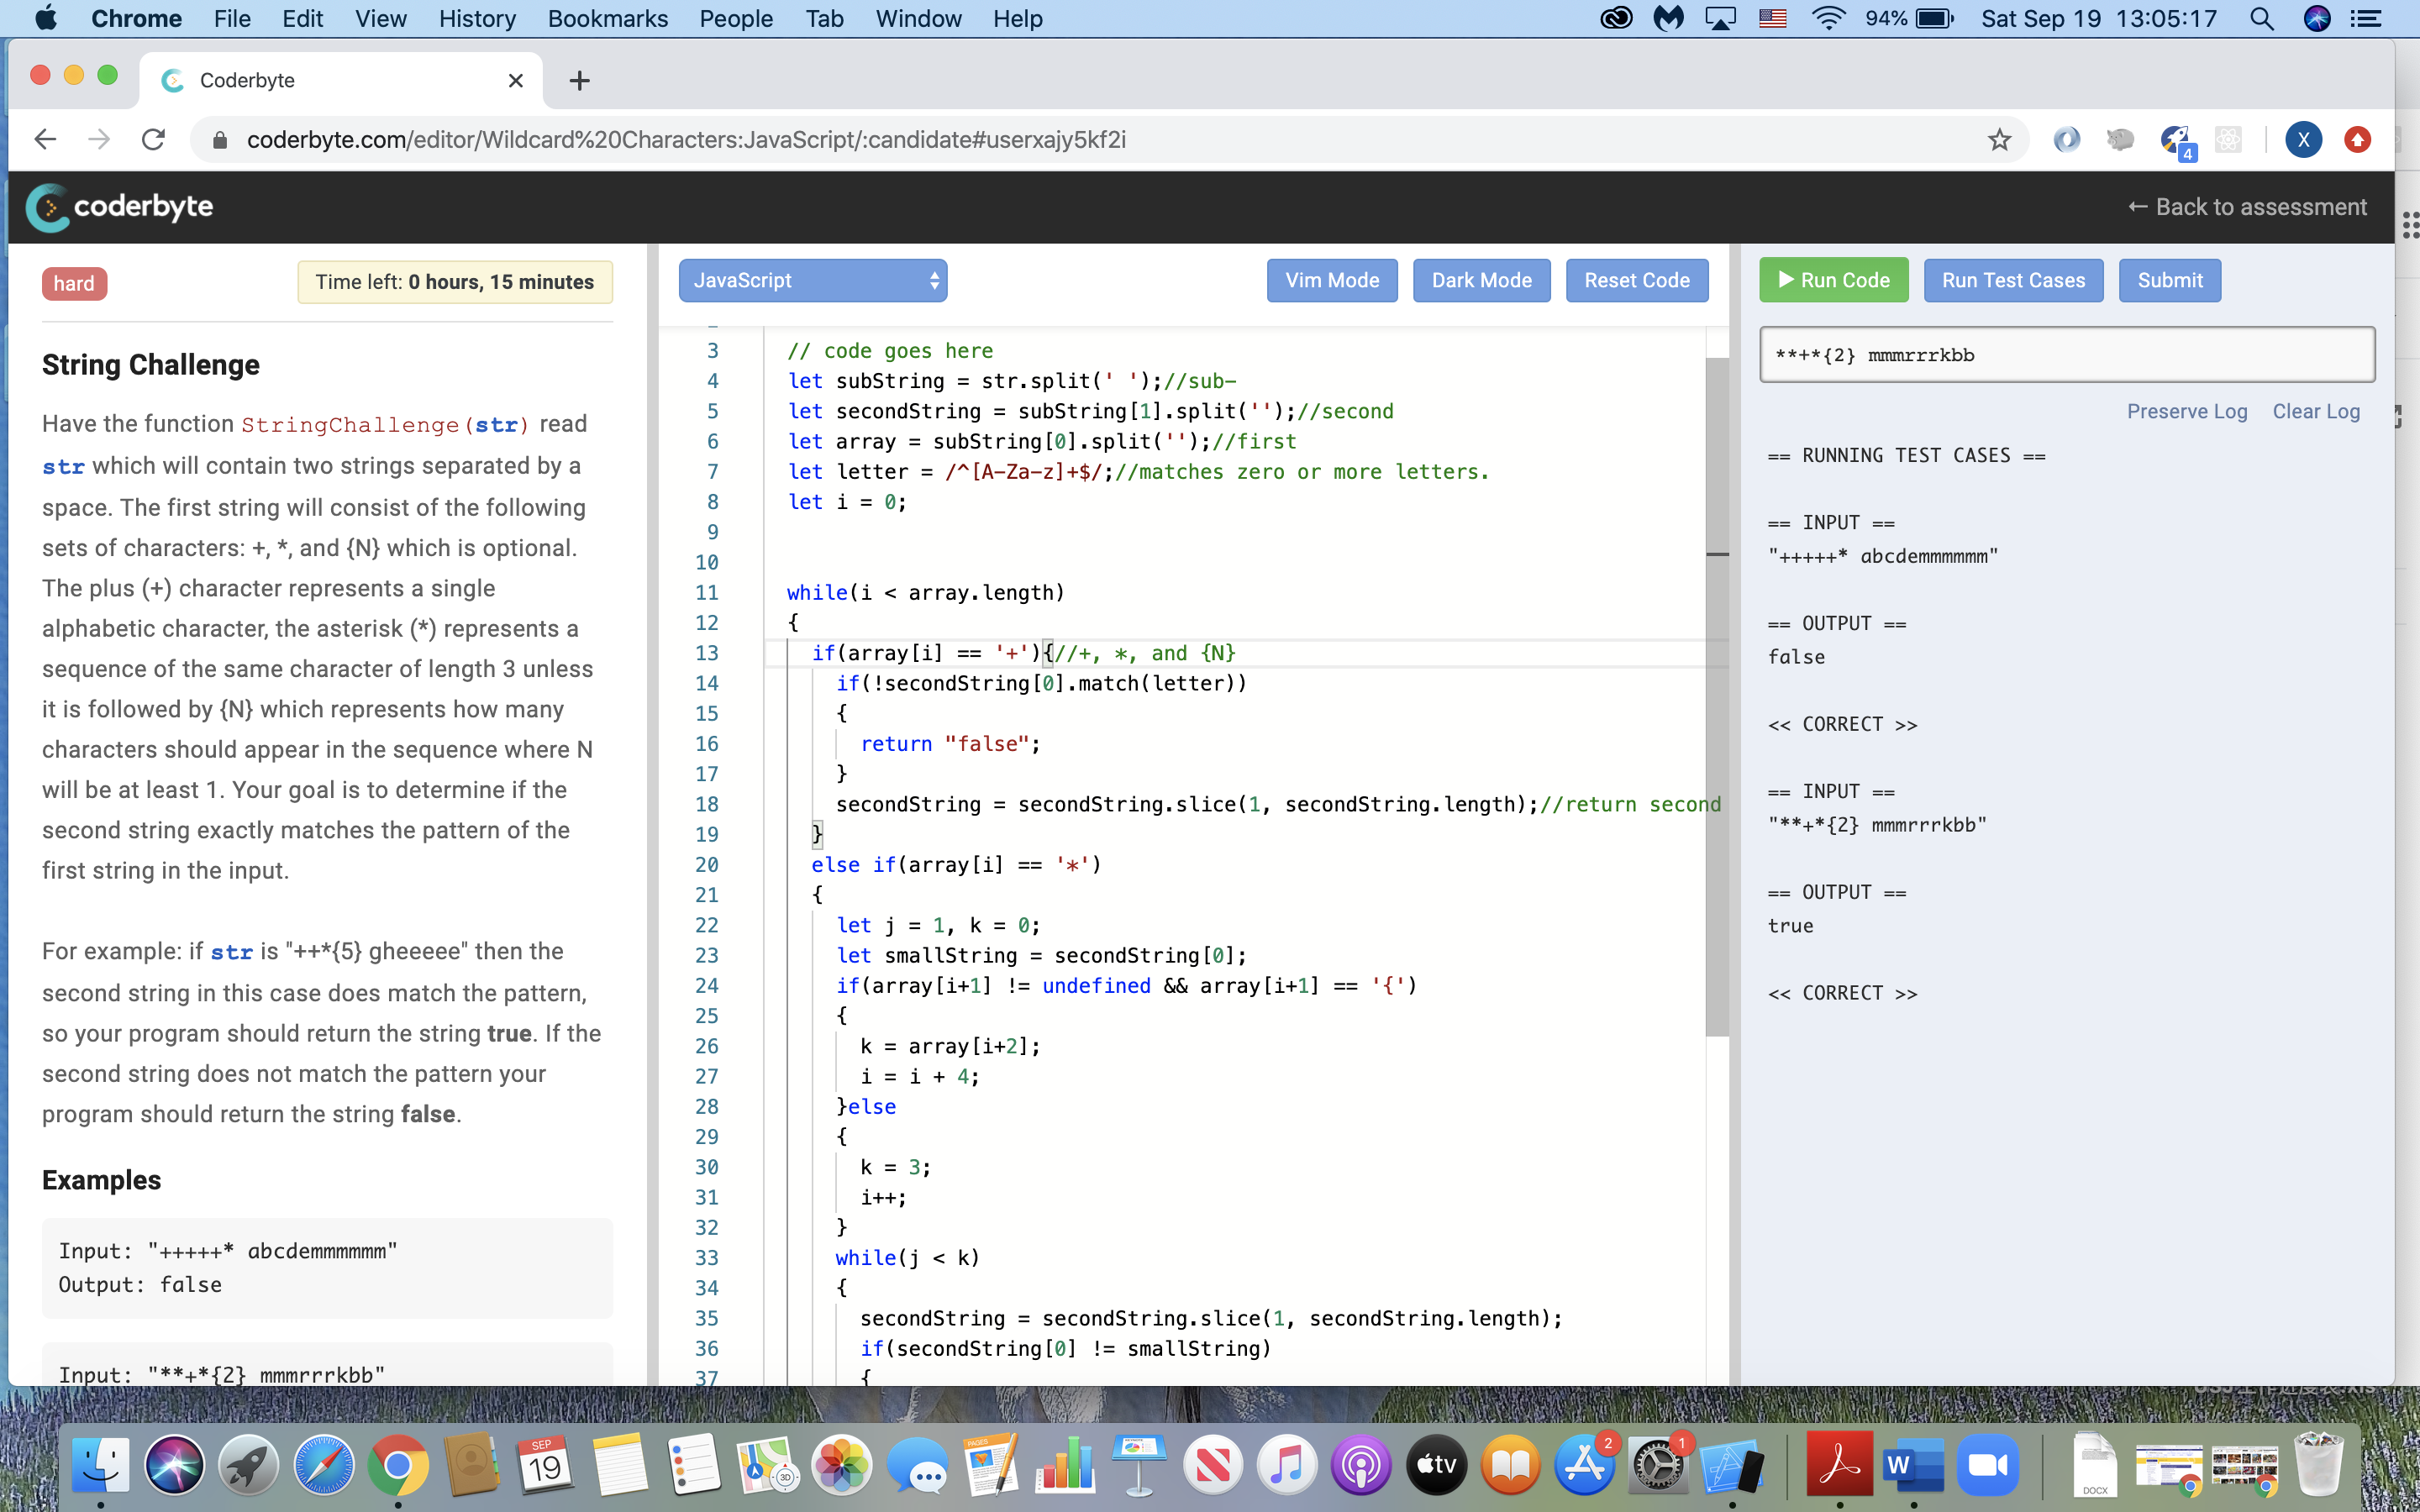 Chrome File Edit View History Bookmarks People Tab Window Help 94% Sat Sep 19 13:05:17
Coderbyte
coderbyte.com/editor/Wildcard%20Characters:JavaScript/:candidate#userxajy5kf2i
4
X
coderbyte
← Back to assessment
hard
Time left: 0 hours, 15 minutes
String Challenge
Have the function StringChallenge(str) read
str which will contain two strings separated by a
space. The first string will consist of the following
sets of characters: +, *, and {N} which is optional.
The plus (+) character represents a single
alphabetic character, the asterisk (*) represents a
sequence of the same character of length 3 unless
it is followed by {N} which represents how many
characters should appear in the sequence where N
will be at least 1. Your goal is to determine if the
second string exactly matches the pattern of the
first string in the input.
For example: if str is "++*{5} gheeeee" then the
second string in this case does match the pattern,
so your program should return the string true. If the
second string does not match the pattern your
program should return the string false.
Examples
Input: "+++++* abcdemmmmmm"
Output: false
Input: "**+*{2} mmmrrrkbb"
JavaScript
Vim Mode
Dark Mode
Reset Code
3 // code goes here
4 let subString = str.split(' ');//sub-
5 let secondString = subString[1].split('');//second
6 let array = subString[0].split('');//first
7 let letter = /^[A-Za-z]+$/;//matches zero or more letters.
8 let i = 0;
9
10
11 while(i < array.length)
12 {
13 if(array[i] == '+'){//+, *, and {N}
14 if(!secondString[0].match(letter))
15 {
16 return "false";
17 }
18 secondString = secondString.slice(1, secondString.length);//return second
19 }
20 else if(array[i] == '*')
21 {
22 let j = 1, k = 0;
23 let smallString = secondString[0];
24 if(array[i+1] != undefined && array[i+1] == '{')
25 {
26 k = array[i+2];
27 i = i + 4;
28 }else
29 {
30 k = 3;
31 i++;
32 }
33 while(j < k)
34 {
35 secondString = secondString.slice(1, secondString.length);
36 if(secondString[0] != smallString)
37 {
Run Code
Run Test Cases
Submit
**+*{2} mmmrrrkbb
Preserve Log
Clear Log
== RUNNING TEST CASES ==
== INPUT ==
"+++++* abcdemmmmmm"
== OUTPUT ==
false
<< CORRECT >>
== INPUT ==
"**+*{2} mmmrrrkbb"
== OUTPUT ==
true
<< CORRECT >>
SEP
19
PAGES
3D
tv
2
1
W
DOCX